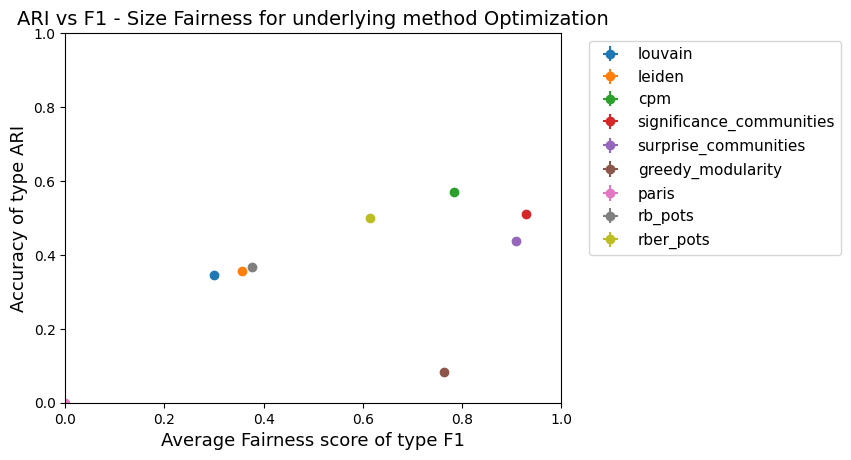 ARI vs F1 - Size Fairness for underlying method Optimization
1.0
0.8
0.6
0.4
0.2
0.0
Accuracy of type ARI
0.0 0.2 0.4 0.6 0.8 1.0
Average Fairness score of type F1
louvain
leiden
cpm
significance_communities
surprise_communities
greedy_modularity
paris
rb_pots
rber_pots